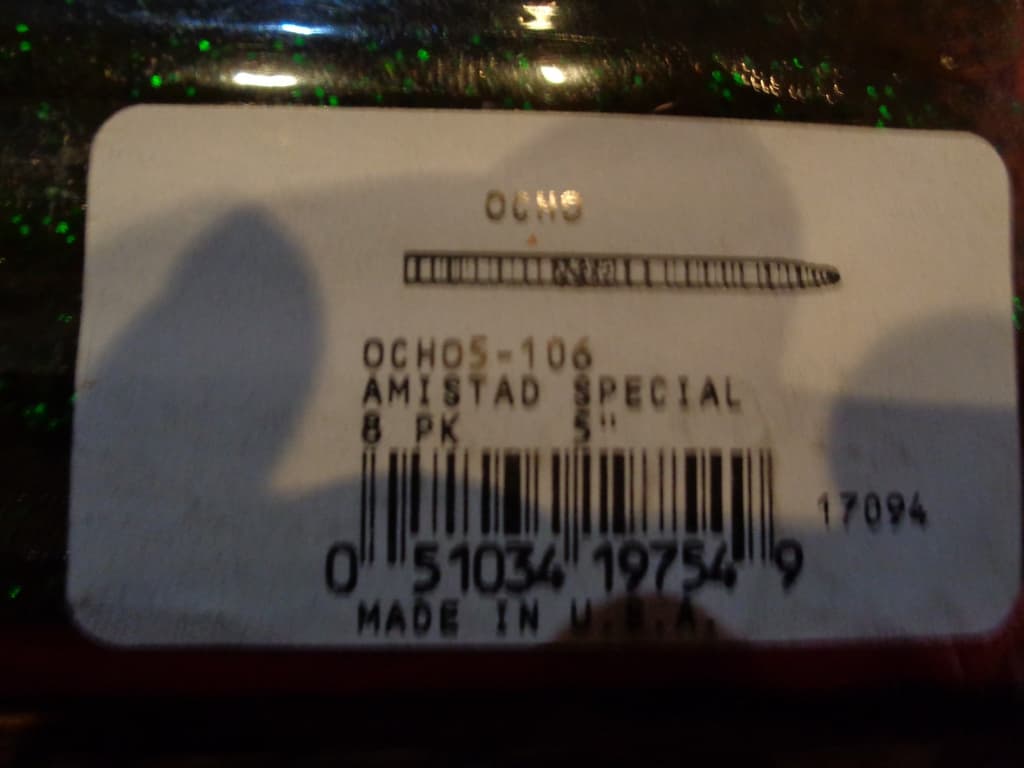 OCHO
OCHO5-106
AMISTAD SPECIAL
8 PK 5"
17094
0 51034 19754 9
MADE IN U.S.A.